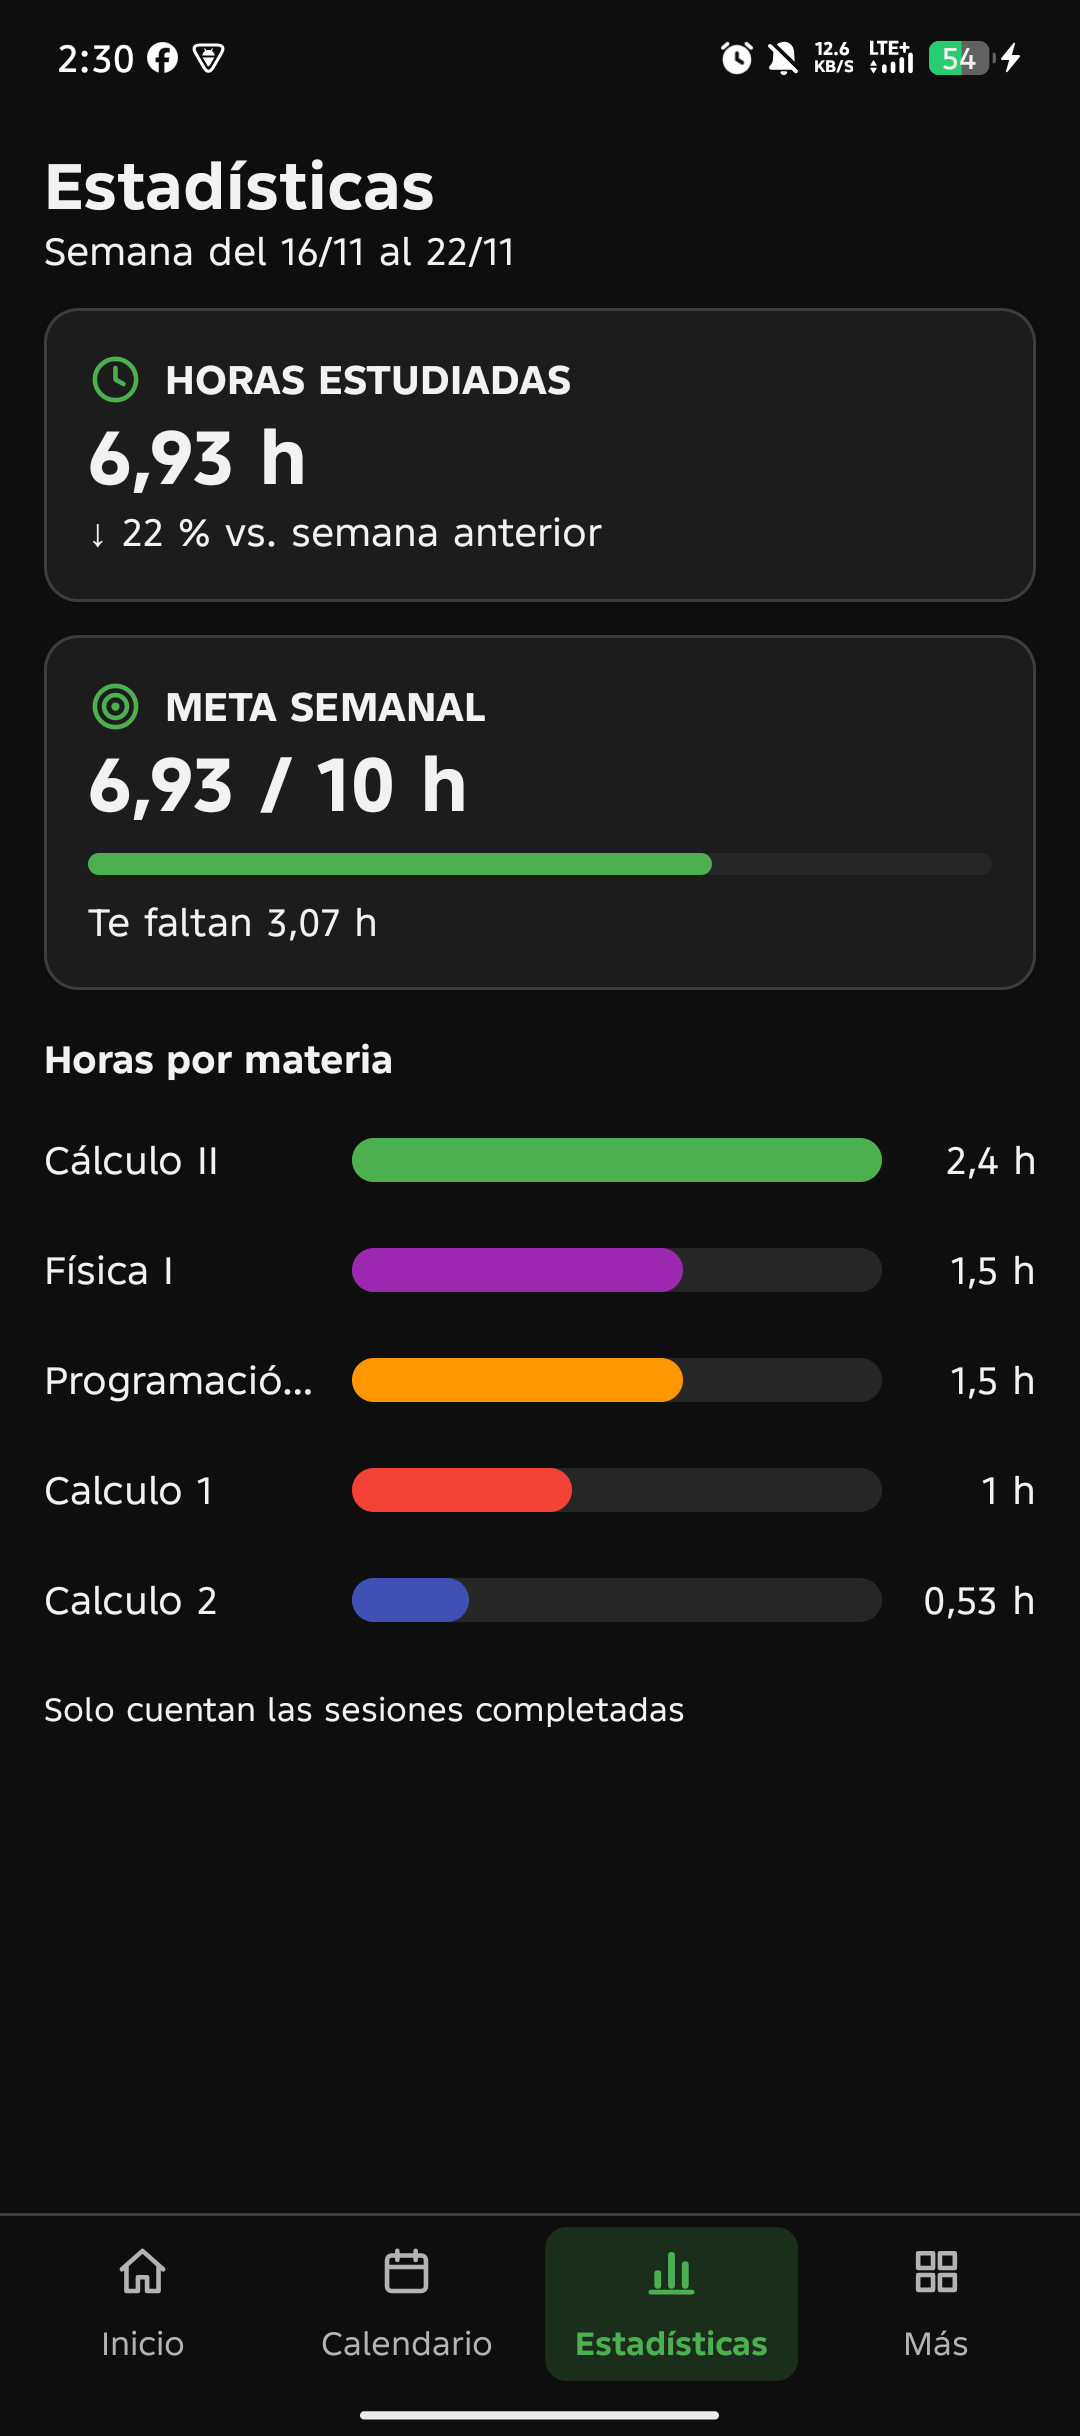 2:30
12.6 KB/S LTE+ 54
Estadísticas
Semana del 16/11 al 22/11
HORAS ESTUDIADAS
6,93 h
↓ 22 % vs. semana anterior
META SEMANAL
6,93 / 10 h
Te faltan 3,07 h
Horas por materia
Cálculo II 2,4 h
Física I 1,5 h
Programació... 1,5 h
Calculo 1 1 h
Calculo 2 0,53 h
Solo cuentan las sesiones completadas
Inicio Calendario Estadísticas Más